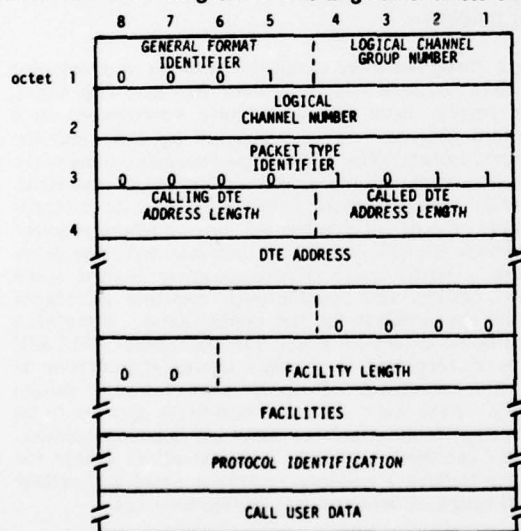 8 7 6 5 4 3 2 1
GENERAL FORMAT IDENTIFIER LOGICAL CHANNEL GROUP NUMBER
octet 1 0 0 0 1
LOGICAL
CHANNEL NUMBER
2
PACKET TYPE
IDENTIFIER
3 0 0 0 0 1 0 1 1
CALLING DTE ADDRESS LENGTH CALLED DTE ADDRESS LENGTH
4
DTE ADDRESS
0 0 0 0
0 0 FACILITY LENGTH
FACILITIES
PROTOCOL IDENTIFICATION
CALL USER DATA